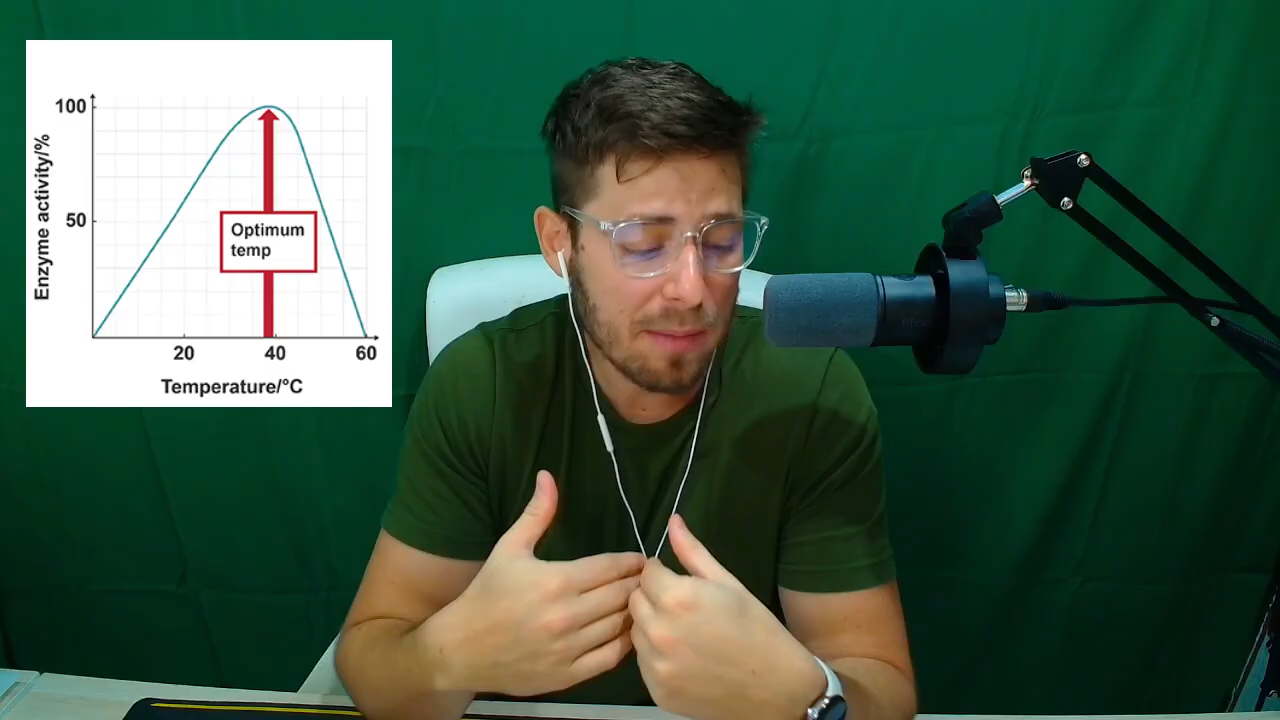 100
50
Enzyme activity/%
Optimum
temp
20 40 60
Temperature/°C